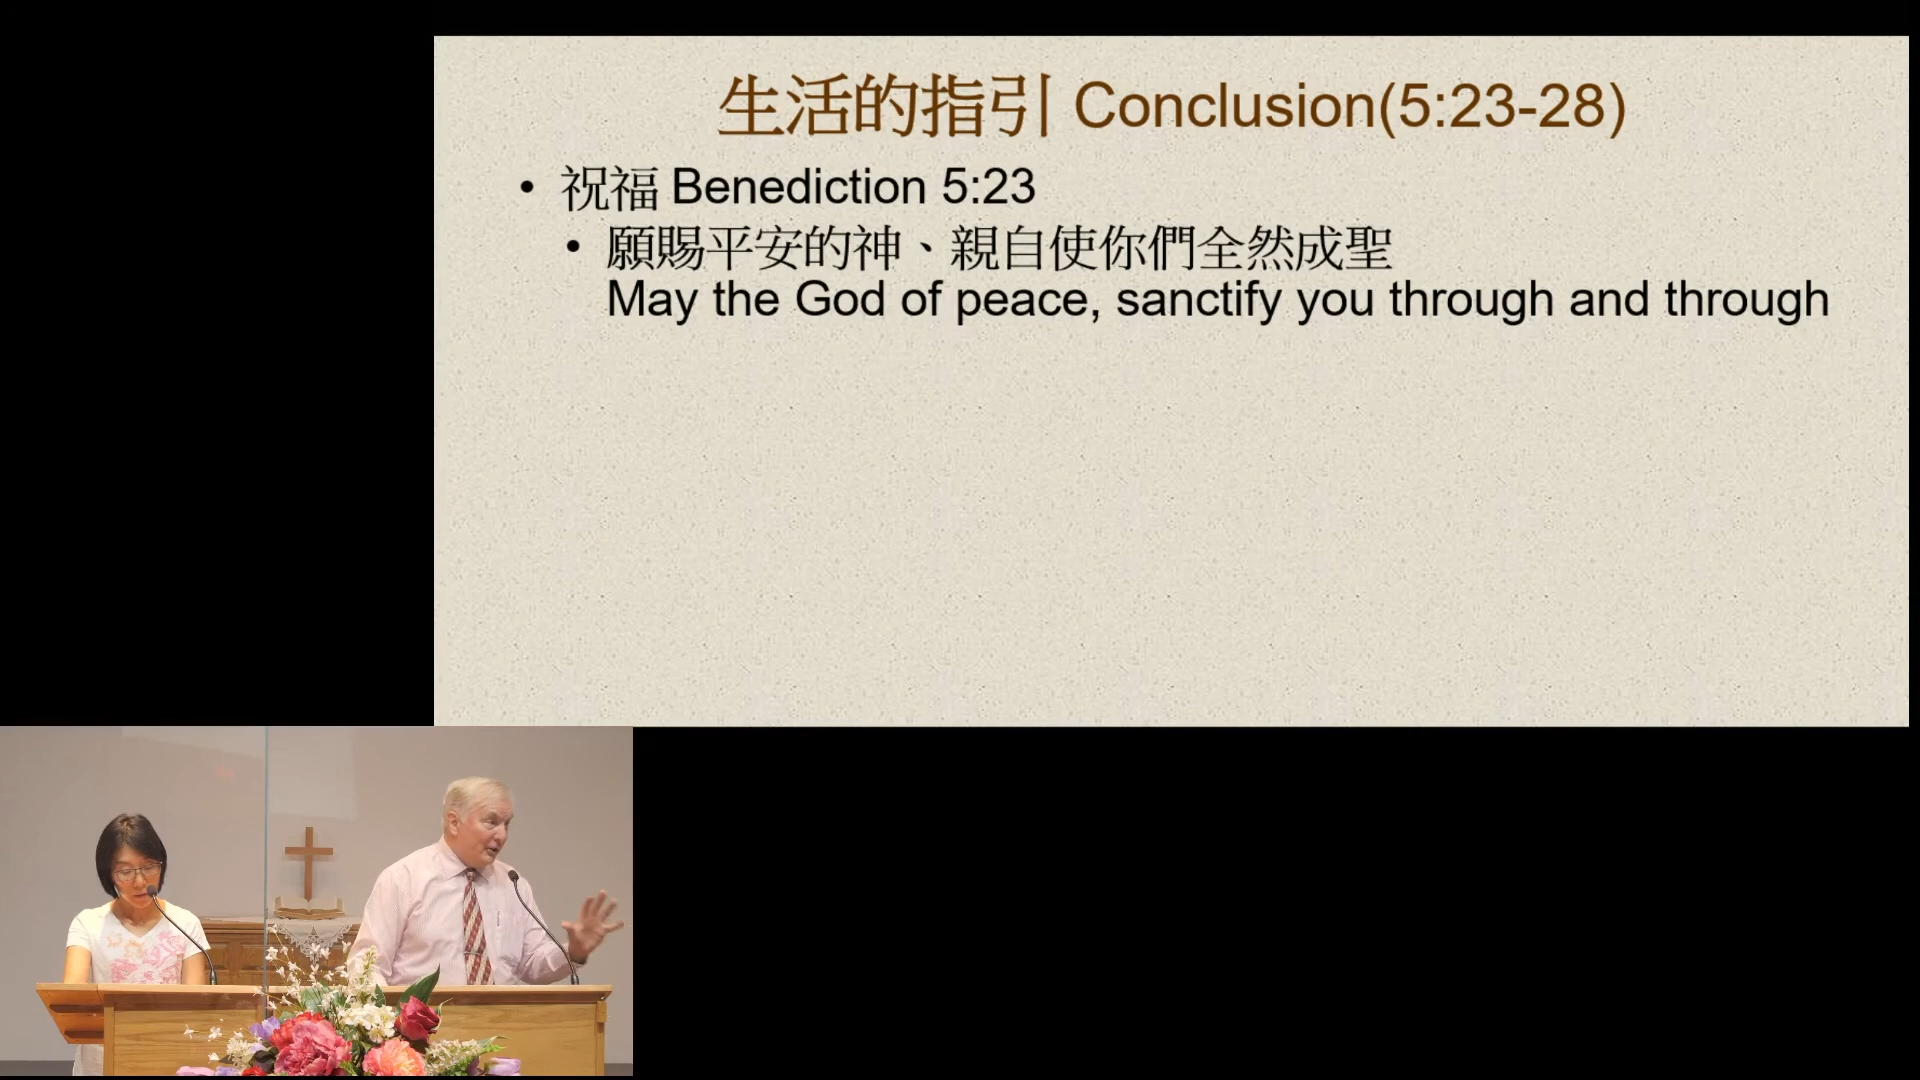 生活的指引 Conclusion(5:23-28)
• 祝福 Benediction 5:23
• 願賜平安的神、親自使你們全然成聖
May the God of peace, sanctify you through and through